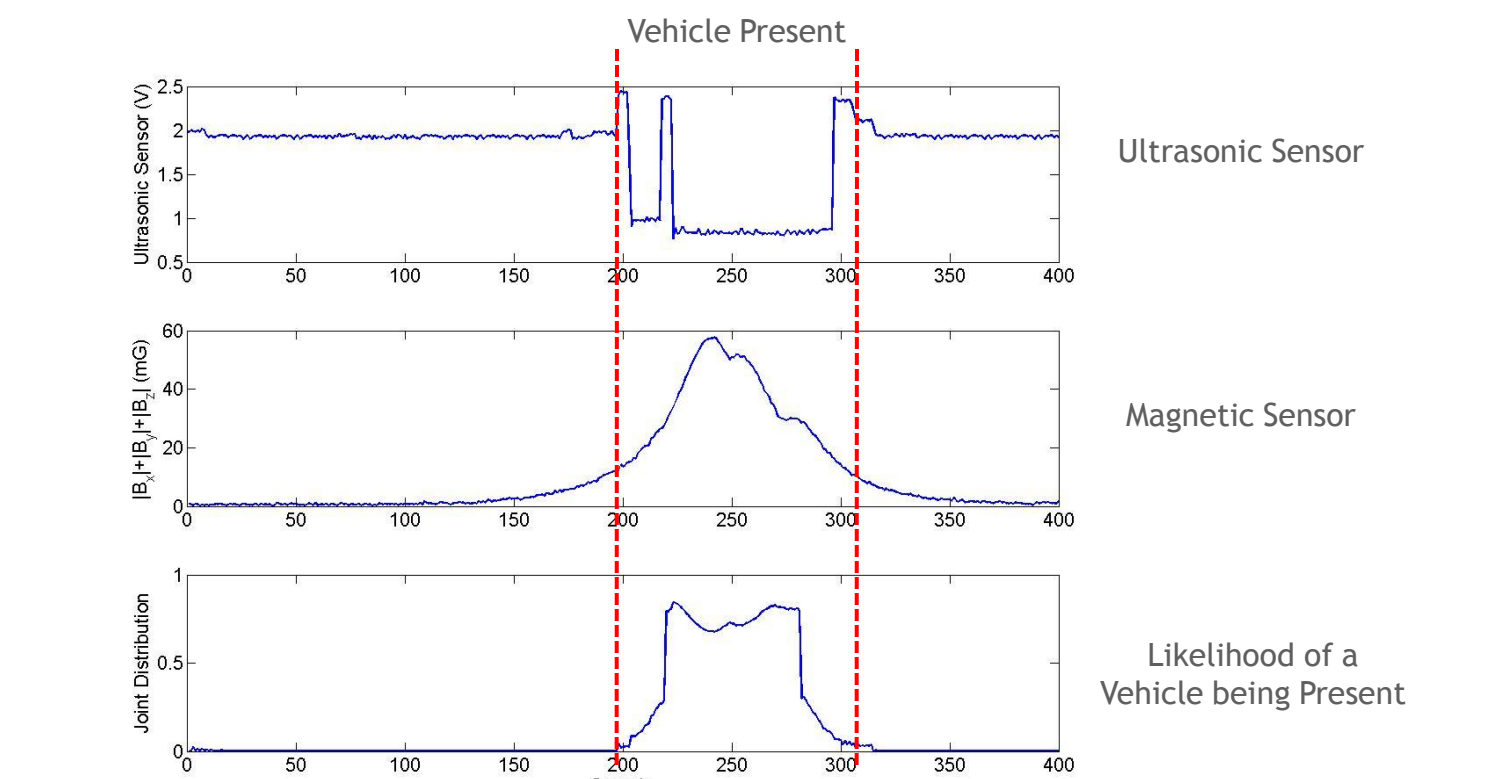 Vehicle Present
Ultrasonic Sensor (V)
2.5
2
1.5
1
0.5
0 50 100 150 200 250 300 350 400
Ultrasonic Sensor
|Bx|+|By|+|Bz| (mG)
60
40
20
0
0 50 100 150 200 250 300 350 400
Magnetic Sensor
Joint Distribution
1
0.5
0
0 50 100 150 200 250 300 350 400
Likelihood of a
Vehicle being Present